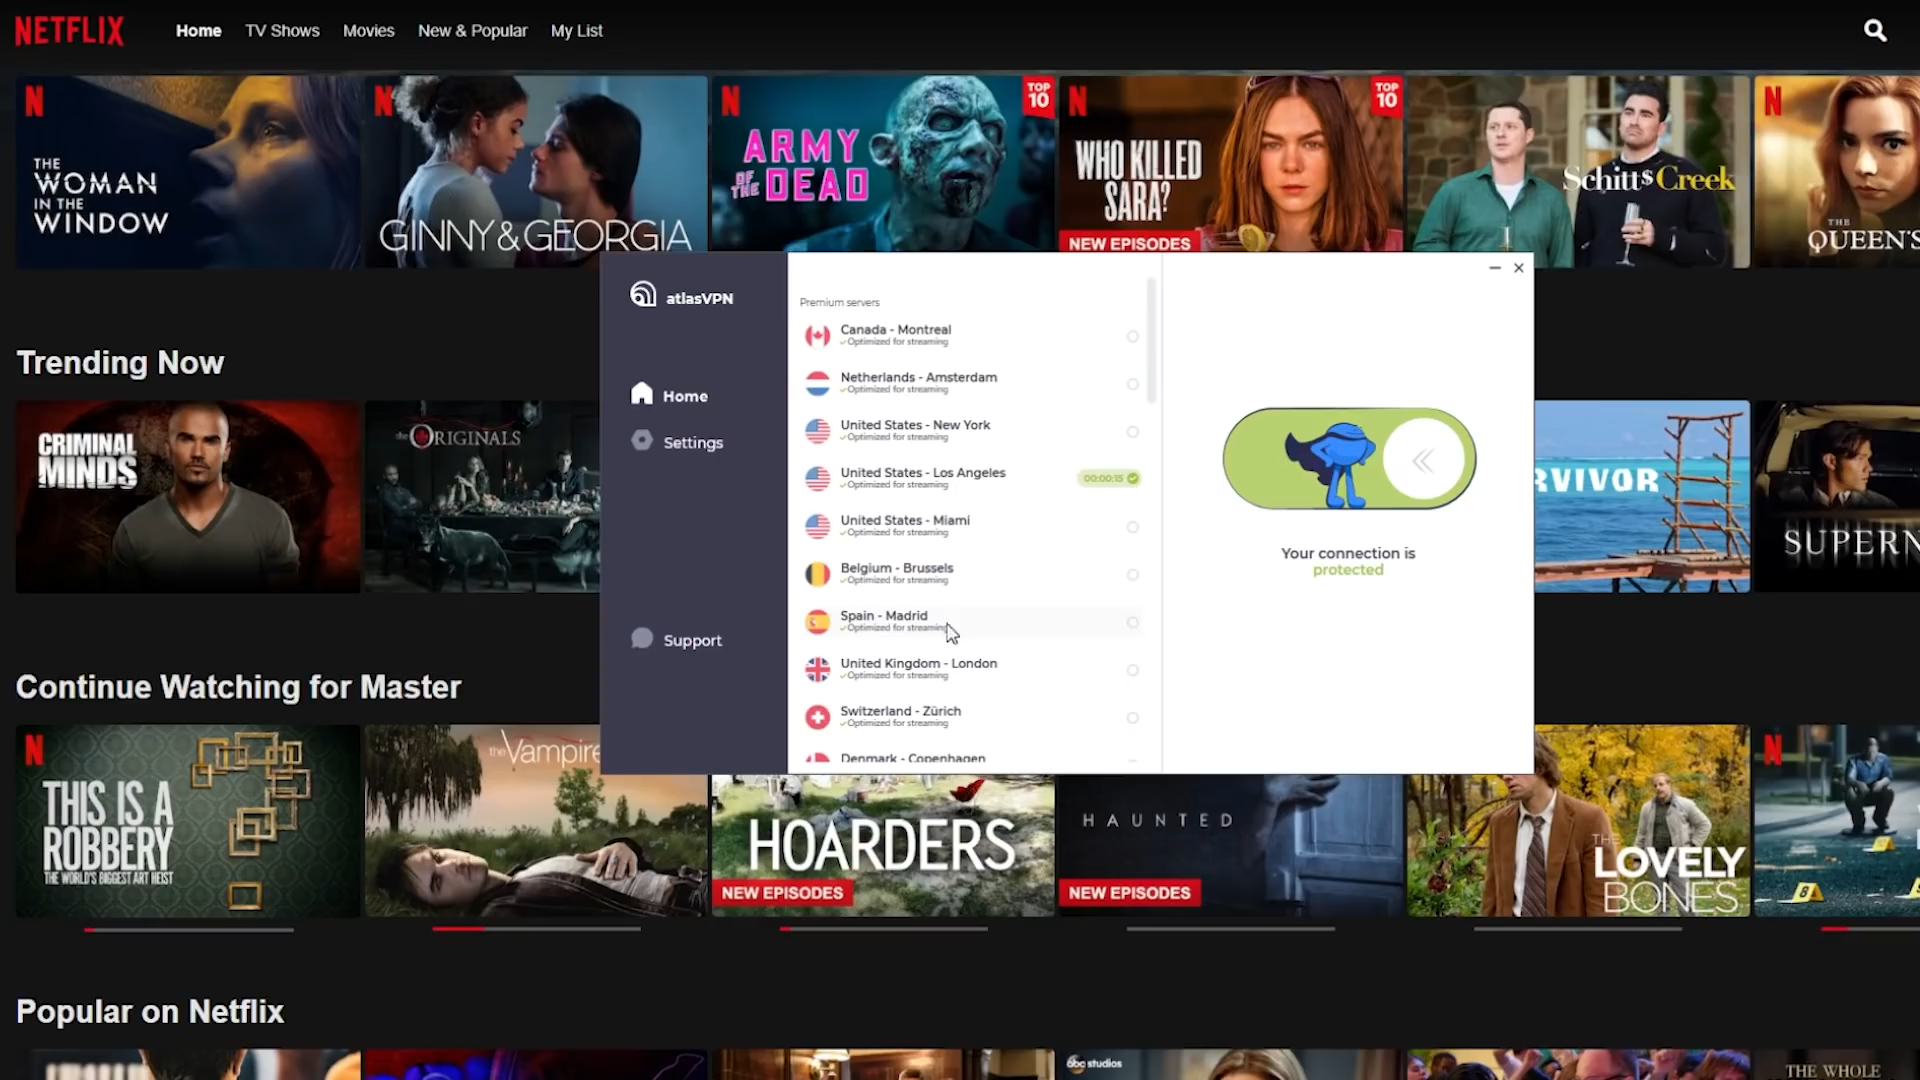 NETFLIX
Home
TV Shows
Movies
New & Popular
My List
THE
WOMAN
IN THE
WINDOW
GINNY & GEORGIA
ARMY
OF THE DEAD
TOP
10
WHO KILLED
SARA?
NEW EPISODES
TOP
10
Schitt$ Creek
THE
QUEEN'S
Trending Now
CRIMINAL
MINDS
the ORIGINALS
RVIVOR
SUPERN
atlasVPN
Home
Settings
Support
Premium servers
Canada - Montreal
Optimized for streaming
Netherlands - Amsterdam
Optimized for streaming
United States - New York
Optimized for streaming
United States - Los Angeles
Optimized for streaming
00:00:15
United States - Miami
Optimized for streaming
Belgium - Brussels
Optimized for streaming
Spain - Madrid
Optimized for streaming
United Kingdom - London
Optimized for streaming
Switzerland - Zürich
Optimized for streaming
Denmark - Copenhagen
Your connection is
protected
Continue Watching for Master
THIS IS A
ROBBERY
THE WORLD'S BIGGEST ART HEIST
the Vampire
HOARDERS
NEW EPISODES
HAUNTED
NEW EPISODES
THE
LOVELY
BONES
8
Popular on Netflix
abc studios
THE WHOLE